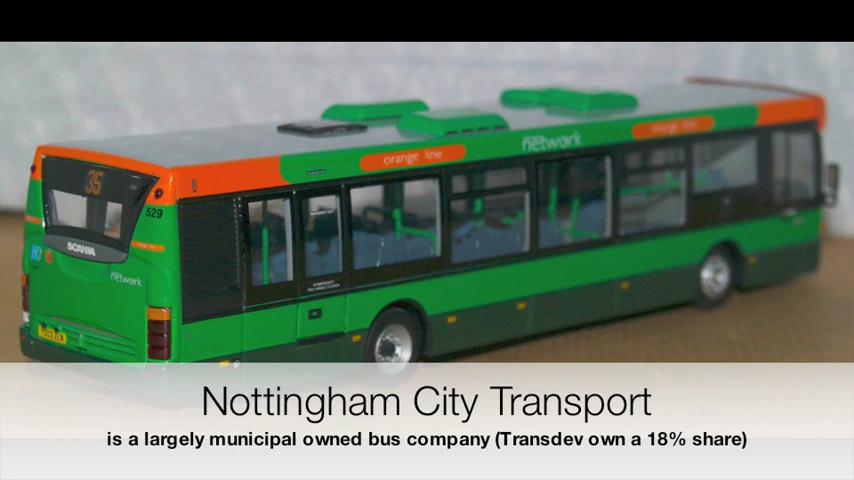 35
529
SCANIA
network
orange line
network
orange line
Nottingham City Transport
is a largely municipal owned bus company (Transdev own a 18% share)